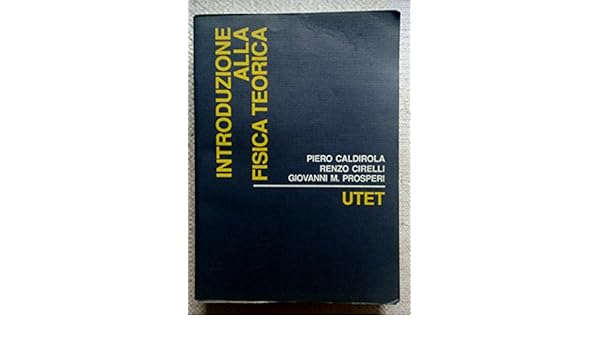 INTRODUZIONE
ALLA
FISICA TEORICA
PIERO CALDIROLA
RENZO CIRELLI
GIOVANNI M. PROSPERI
UTET